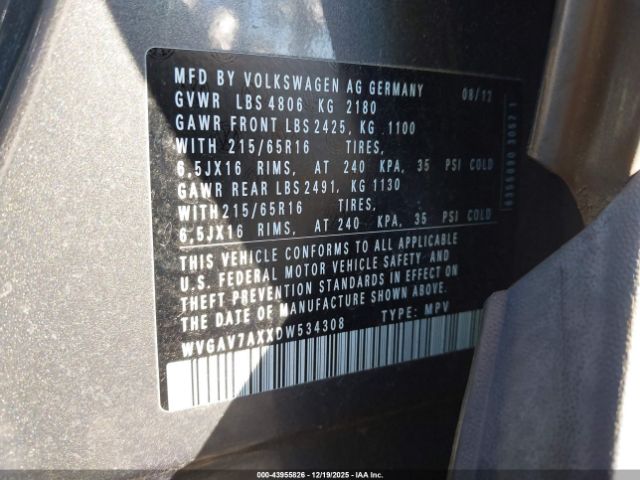 MFD BY VOLKSWAGEN AG GERMANY 08/12
GVWR LBS 4806 KG 2180
GAWR FRONT LBS 2425, KG 1100
WITH 215/65R16 TIRES,
6,5JX16 RIMS, AT 240 KPA, 35 PSI COLD
GAWR REAR LBS 2491, KG 1130
WITH 215/65R16 TIRES,
6,5JX16 RIMS, AT 240 KPA, 35 PSI COLD
THIS VEHICLE CONFORMS TO ALL APPLICABLE
U.S. FEDERAL MOTOR VEHICLE SAFETY AND
THEFT PREVENTION STANDARDS IN EFFECT ON
THE DATE OF MANUFACTURE SHOWN ABOVE.
WVGAV7AXXDW534308 TYPE: MPV
000-43955826 - 12/19/2025 - IAAI.com